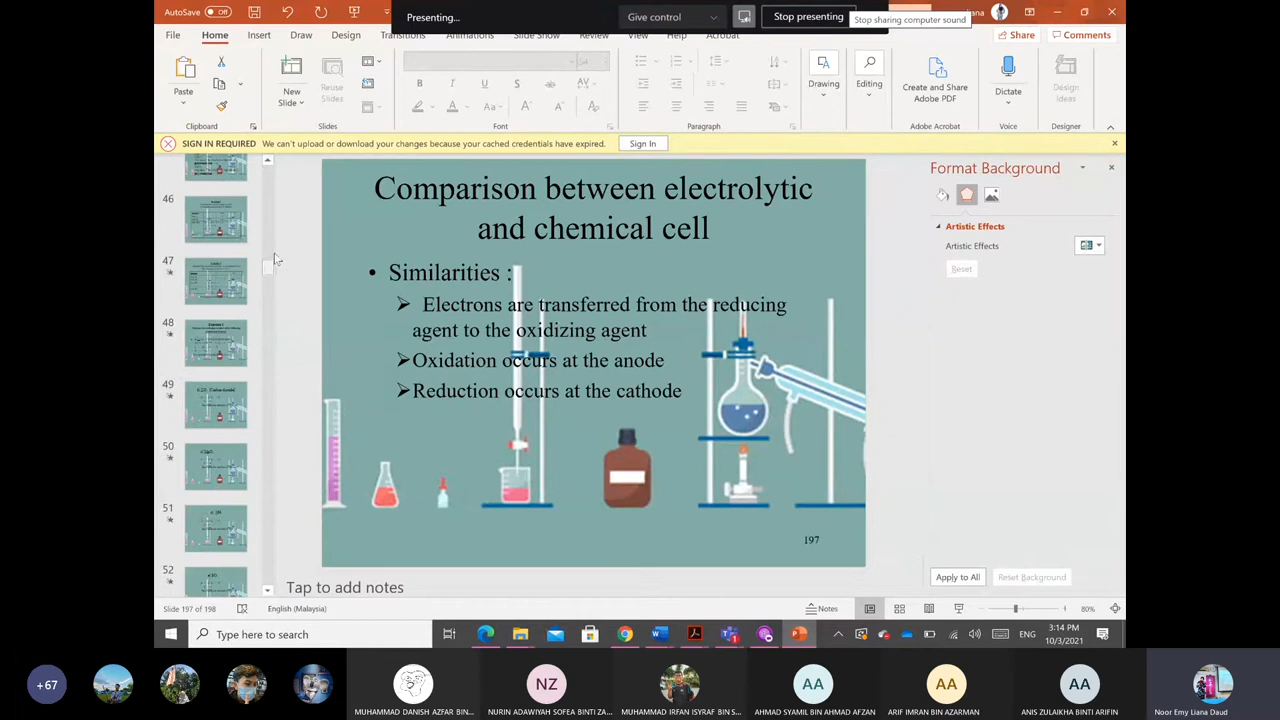 AutoSave Off
Presenting...
Give control
Stop presenting
Stop sharing computer sound
File Home Insert Draw Design Transitions Animations Slide Show Review View Acrobat
Share Comments
Paste
New
Slide
Reuse
Slides
Drawing
Editing
Create and Share
Adobe PDF
Dictate
Design
Ideas
Clipboard Slides Font Paragraph Adobe Acrobat Voice Designer
SIGN IN REQUIRED We can't upload or download your changes because your cached credentials have expired. Sign In
46
47
48
49
50
51
52
Comparison between electrolytic
and chemical cell
• Similarities :
➢ Electrons are transferred from the reducing
agent to the oxidizing agent
➢Oxidation occurs at the anode
➢Reduction occurs at the cathode
197
Format Background
Artistic Effects
Artistic Effects
Reset
Apply to All Reset Background
Tap to add notes
Slide 197 of 198 English (Malaysia) Notes 80%
Type here to search
ENG
3:14 PM
10/3/2021
+67
NZ
AA
AA
AA
MUHAMMAD DANISH AZFAR BIN...
NURIN ADAWIYAH SOFEA BINTI ZA...
MUHAMMAD IRFAN ISYRAF BIN S...
AHMAD SYAMIL BIN AHMAD AFZAN
ARIF IMRAN BIN AZARMAN
ANIS ZULAIKHA BINTI ARIFIN
Noor Emy Liana Daud